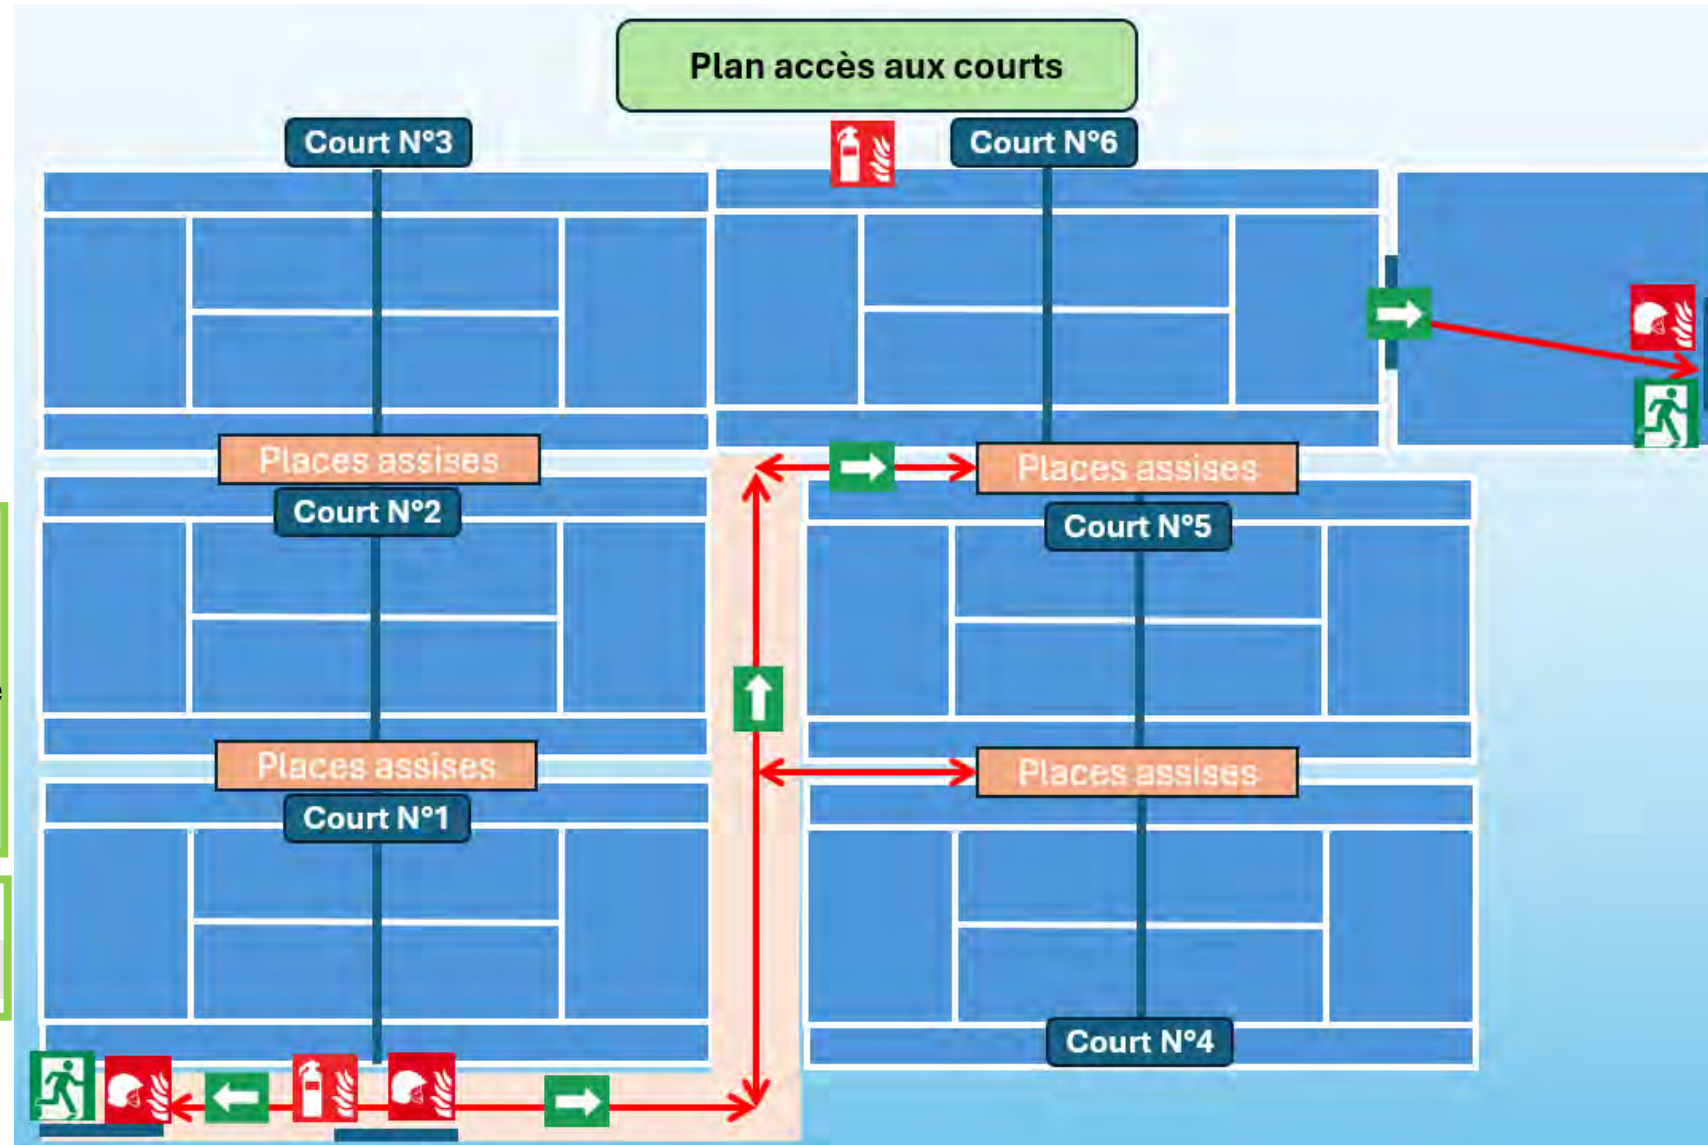 Plan accès aux courts
Court N°3
Court N°6
Places assises
Places assises
Court N°2
Court N°5
Places assises
Places assises
Court N°1
Court N°4